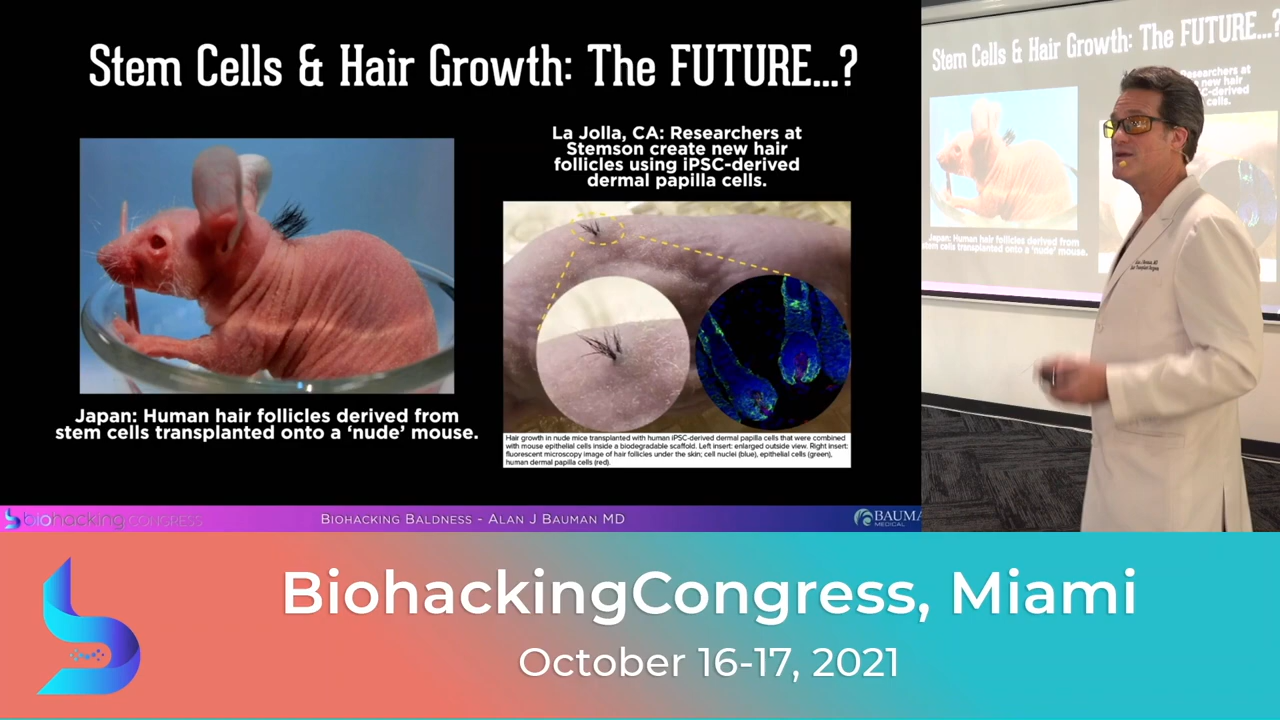 Stem Cells & Hair Growth: The FUTURE...?
La Jolla, CA: Researchers at
Stemson create new hair
follicles using iPSC-derived
dermal papilla cells.
Japan: Human hair follicles derived from
stem cells transplanted onto a ‘nude’ mouse.
Hair growth in nude mice transplanted with human iPSC-derived dermal papilla cells that were combined
with mouse epithelial cells inside a biodegradable scaffold. Left insert: enlarged outside view. Right insert:
fluorescent microscopy image of hair follicles under the skin; cell nuclei (blue), epithelial cells (green),
human dermal papilla cells (red).
biohacking CONGRESS
BIOHACKING BALDNESS - ALAN J BAUMAN MD
BAUMA
MEDICAL
Stem Cells & Hair Growth: The FUTURE...?
Researchers at
new hair
C-derived
cells.
Japan: Human hair follicles derived from
stem cells transplanted onto a ‘nude’ mouse.
BiohackingCongress, Miami
October 16-17, 2021